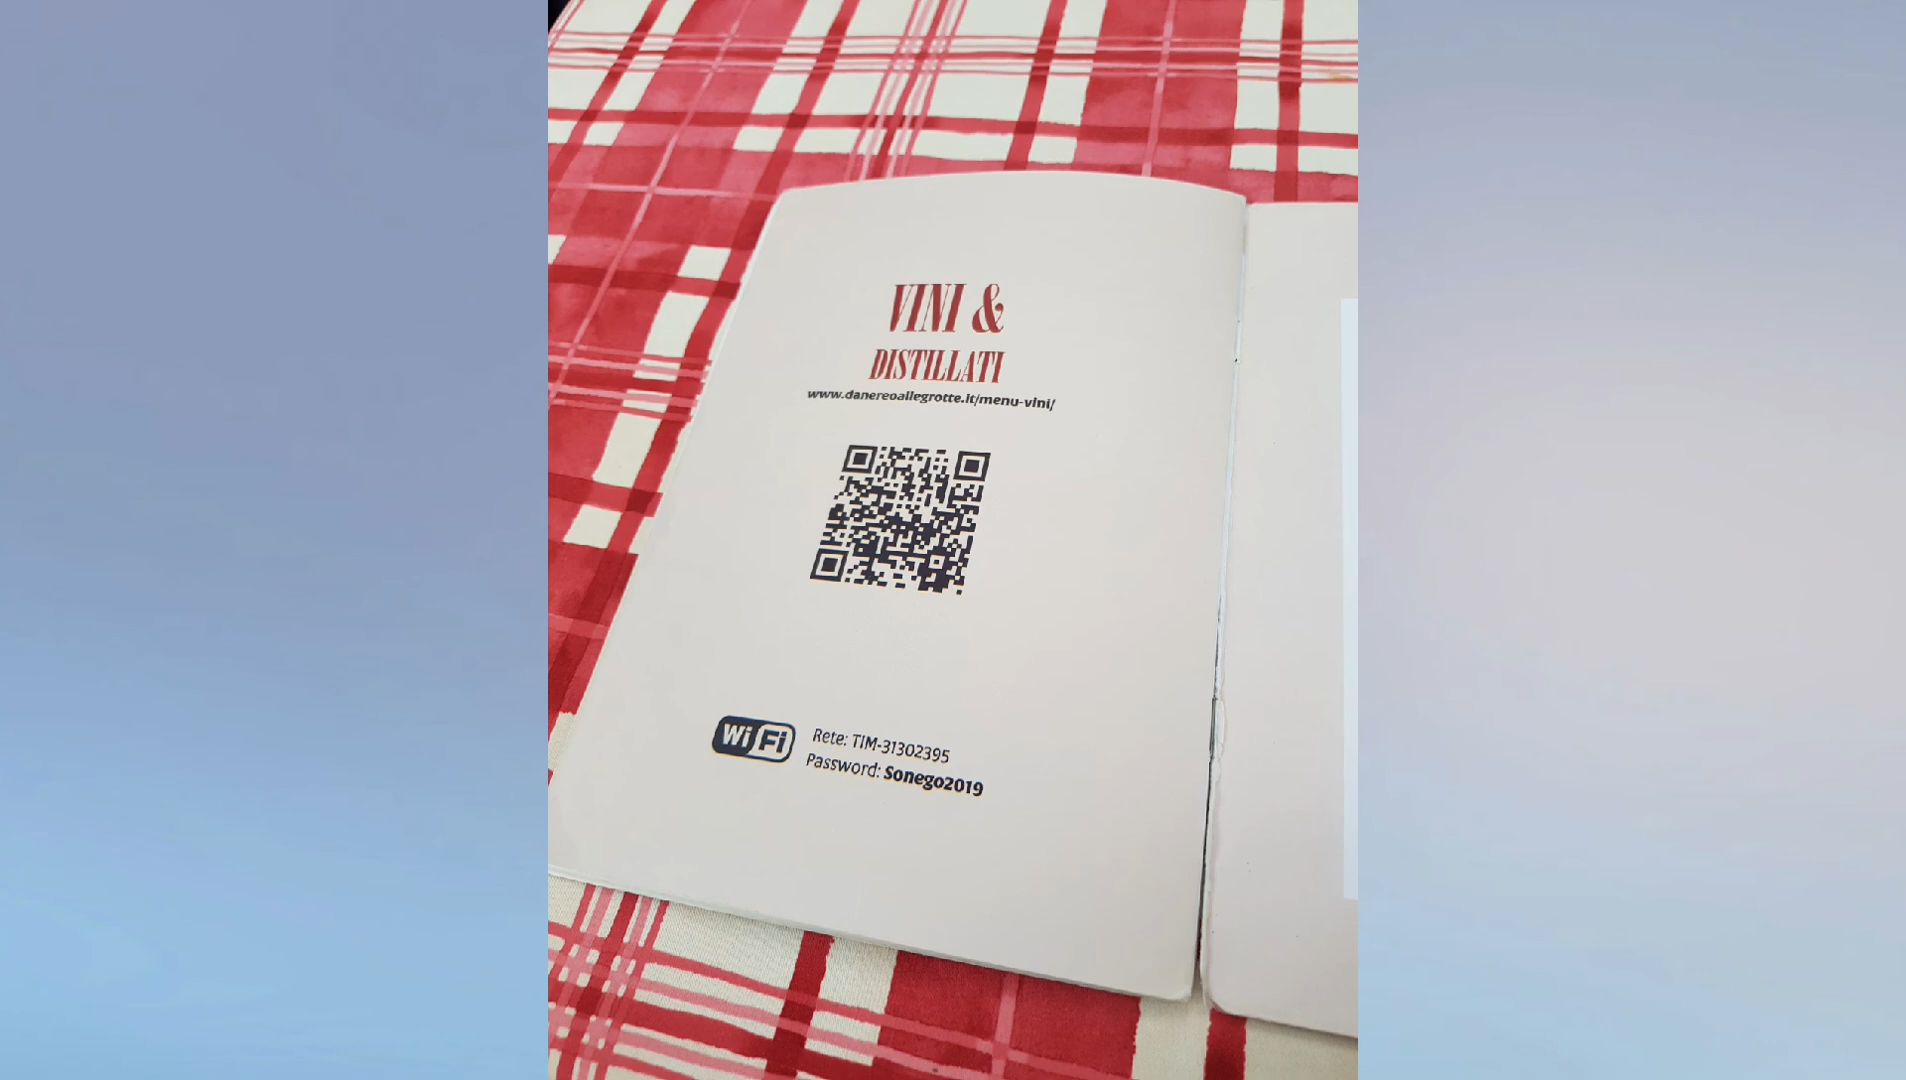 VINI &
DISTILLATI
www.danereoallegrotte.it/menu-vini/
WiFi
Rete: TIM-31302395
Password: Sonego2019